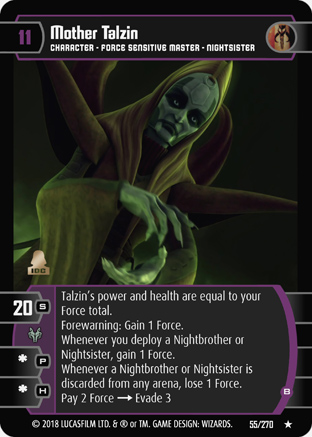 11
Mother Talzin
CHARACTER - FORCE SENSITIVE MASTER - NIGHTSISTER
IDC
20 S
* P
* H
Talzin's power and health are equal to your
Force total.
Forewarning: Gain 1 Force.
Whenever you deploy a Nightbrother or
Nightsister, gain 1 Force.
Whenever a Nightbrother or Nightsister is
discarded from any arena, lose 1 Force.
Pay 2 Force → Evade 3
B
© 2018 LUCASFILM LTD. & ® or TM. GAME DESIGN: WIZARDS.
55/270 ★